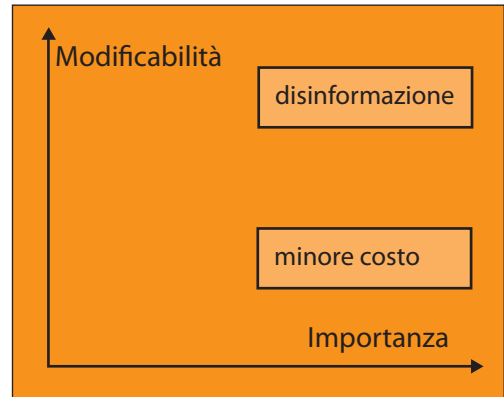 Modificabilità
disinformazione
minore costo
Importanza